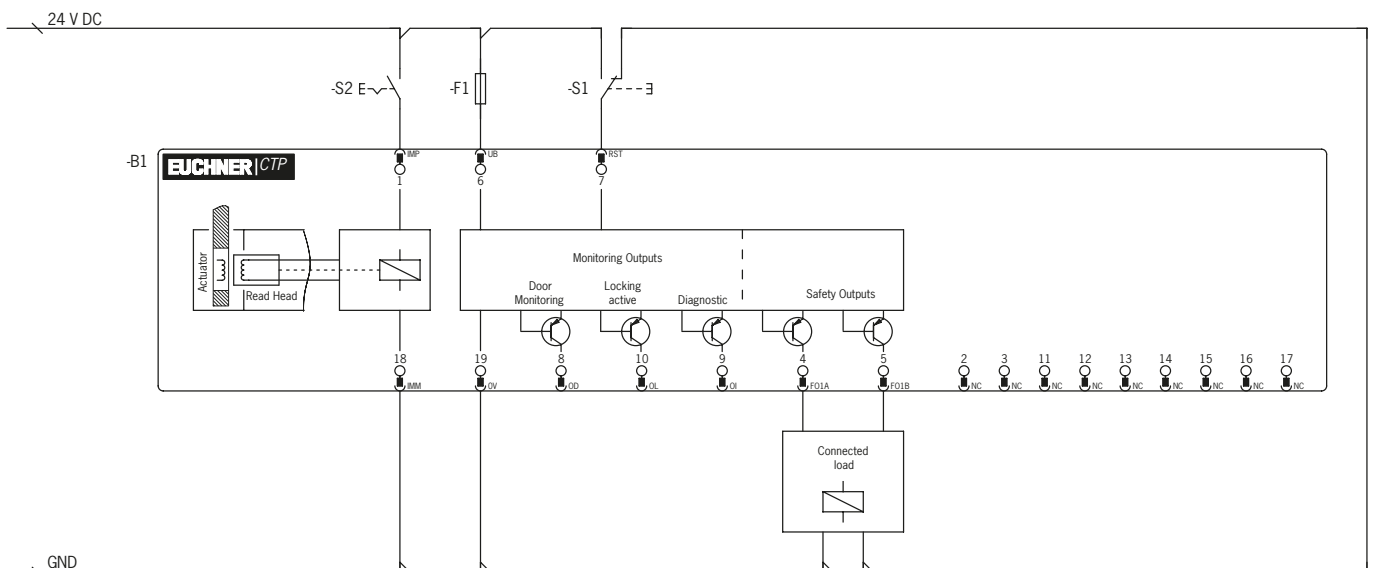 24 V DC
-S2
-F1
-S1
-B1
EUCHNER CTP
IMP
UB
RST
1
6
7
Actuator
Read Head
Monitoring Outputs
Door
Monitoring
Locking
active
Diagnostic
Safety Outputs
18
19
8
10
9
4
5
2
3
11
12
13
14
15
16
17
IMM
0V
OD
OL
OI
FO1A
FO1B
NC
NC
NC
NC
NC
NC
NC
NC
NC
Connected
load
GND